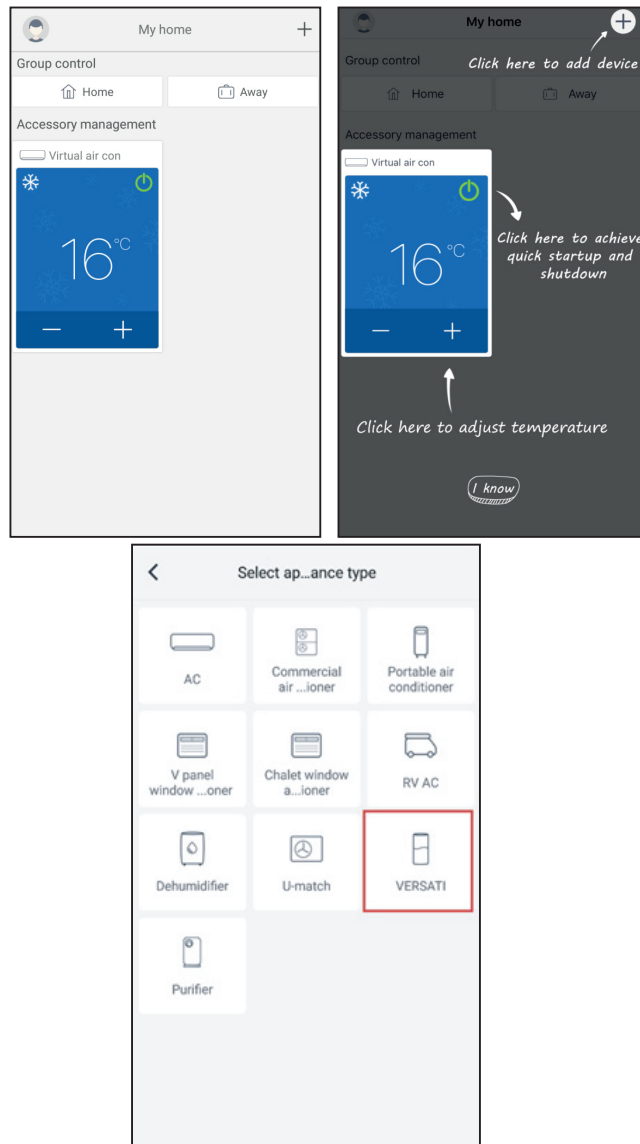 My home
+
Group control
Home
Away
Accessory management
Virtual air con
16°C
− +
My home
+
Click here to add device
Group control
Home
Away
Accessory management
Virtual air con
16°C
− +
Click here to achieve
quick startup and
shutdown
Click here to adjust temperature
I know
Select ap...ance type
AC
Commercial
air ...ioner
Portable air
conditioner
V panel
window ...oner
Chalet window
a...ioner
RV AC
Dehumidifier
U-match
VERSATI
Purifier